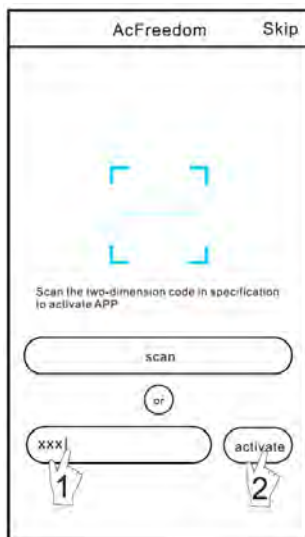 AcFreedom Skip
Scan the two-dimension code in specification
to activate APP
scan
or
xxx activate
1 2